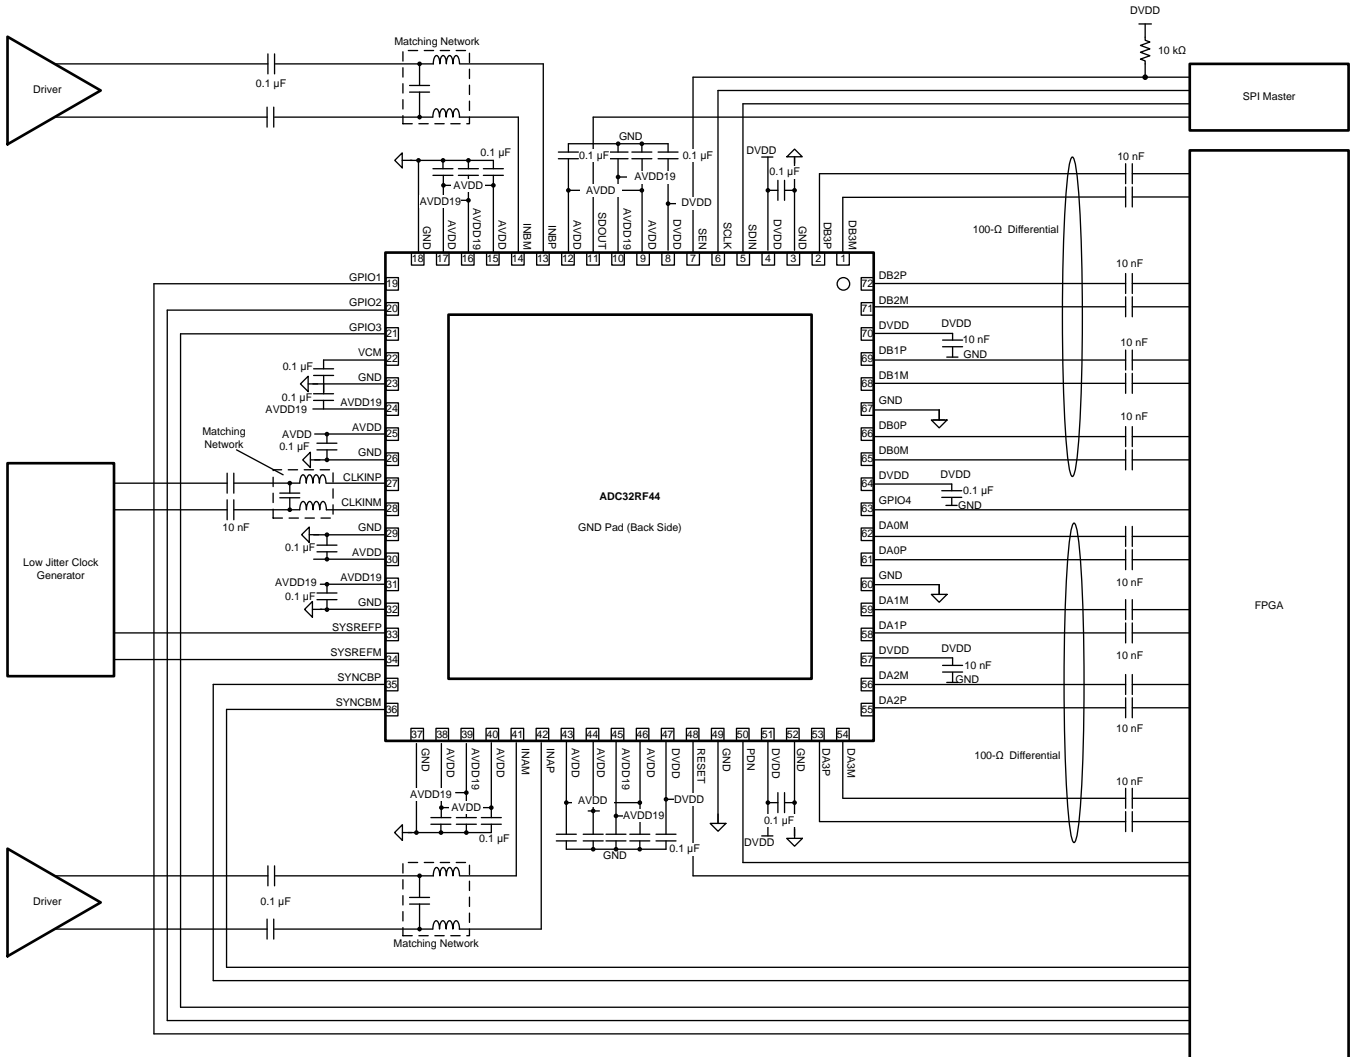 DVDD
10 kΩ
Matching Network
Driver
0.1 µF
SPI Master
GND
0.1 µF
0.1 µF
0.1 µF
DVDD
0.1 µF
AVDD
AVDD19
AVDD19
AVDD
DVDD
10 nF
100-Ω Differential
GND
AVDD
AVDD19
AVDD
INBM
INBP
AVDD
SDOUT
AVDD19
AVDD
DVDD
SEN
SCLK
SDIN
DVDD
GND
DB3P
DB3M
18
17
16
15
14
13
12
11
10
9
8
7
6
5
4
3
2
1
GPIO1
19
GPIO2
20
GPIO3
21
VCM
22
0.1 µF
GND
23
0.1 µF
AVDD19
AVDD19
24
Matching
Network
AVDD
AVDD
25
0.1 µF
GND
26
CLKINP
27
CLKINM
28
10 nF
GND
29
0.1 µF
AVDD
30
AVDD19
AVDD19
31
0.1 µF
GND
32
SYSREFP
33
SYSREFM
34
SYNCBP
35
SYNCBM
36
Low Jitter Clock
Generator
ADC32RF44
GND Pad (Back Side)
72
DB2P
10 nF
71
DB2M
70
DVDD
DVDD
10 nF
GND
69
DB1P
10 nF
68
DB1M
67
GND
66
DB0P
10 nF
65
DB0M
64
DVDD
DVDD
0.1 µF
GND
63
GPIO4
62
DA0M
61
DA0P
10 nF
60
GND
59
DA1M
58
DA1P
10 nF
57
DVDD
DVDD
10 nF
GND
56
DA2M
55
DA2P
10 nF
FPGA
37
38
39
40
41
42
43
44
45
46
47
48
49
50
51
52
53
54
GND
AVDD
AVDD19
AVDD
INAM
INAP
AVDD
AVDD
AVDD19
AVDD
DVDD
RESET
GND
PDN
DVDD
GND
DA3P
DA3M
100-Ω Differential
10 nF
AVDD19
AVDD
0.1 µF
AVDD
DVDD
AVDD19
GND
0.1 µF
0.1 µF
DVDD
Driver
0.1 µF
Matching Network